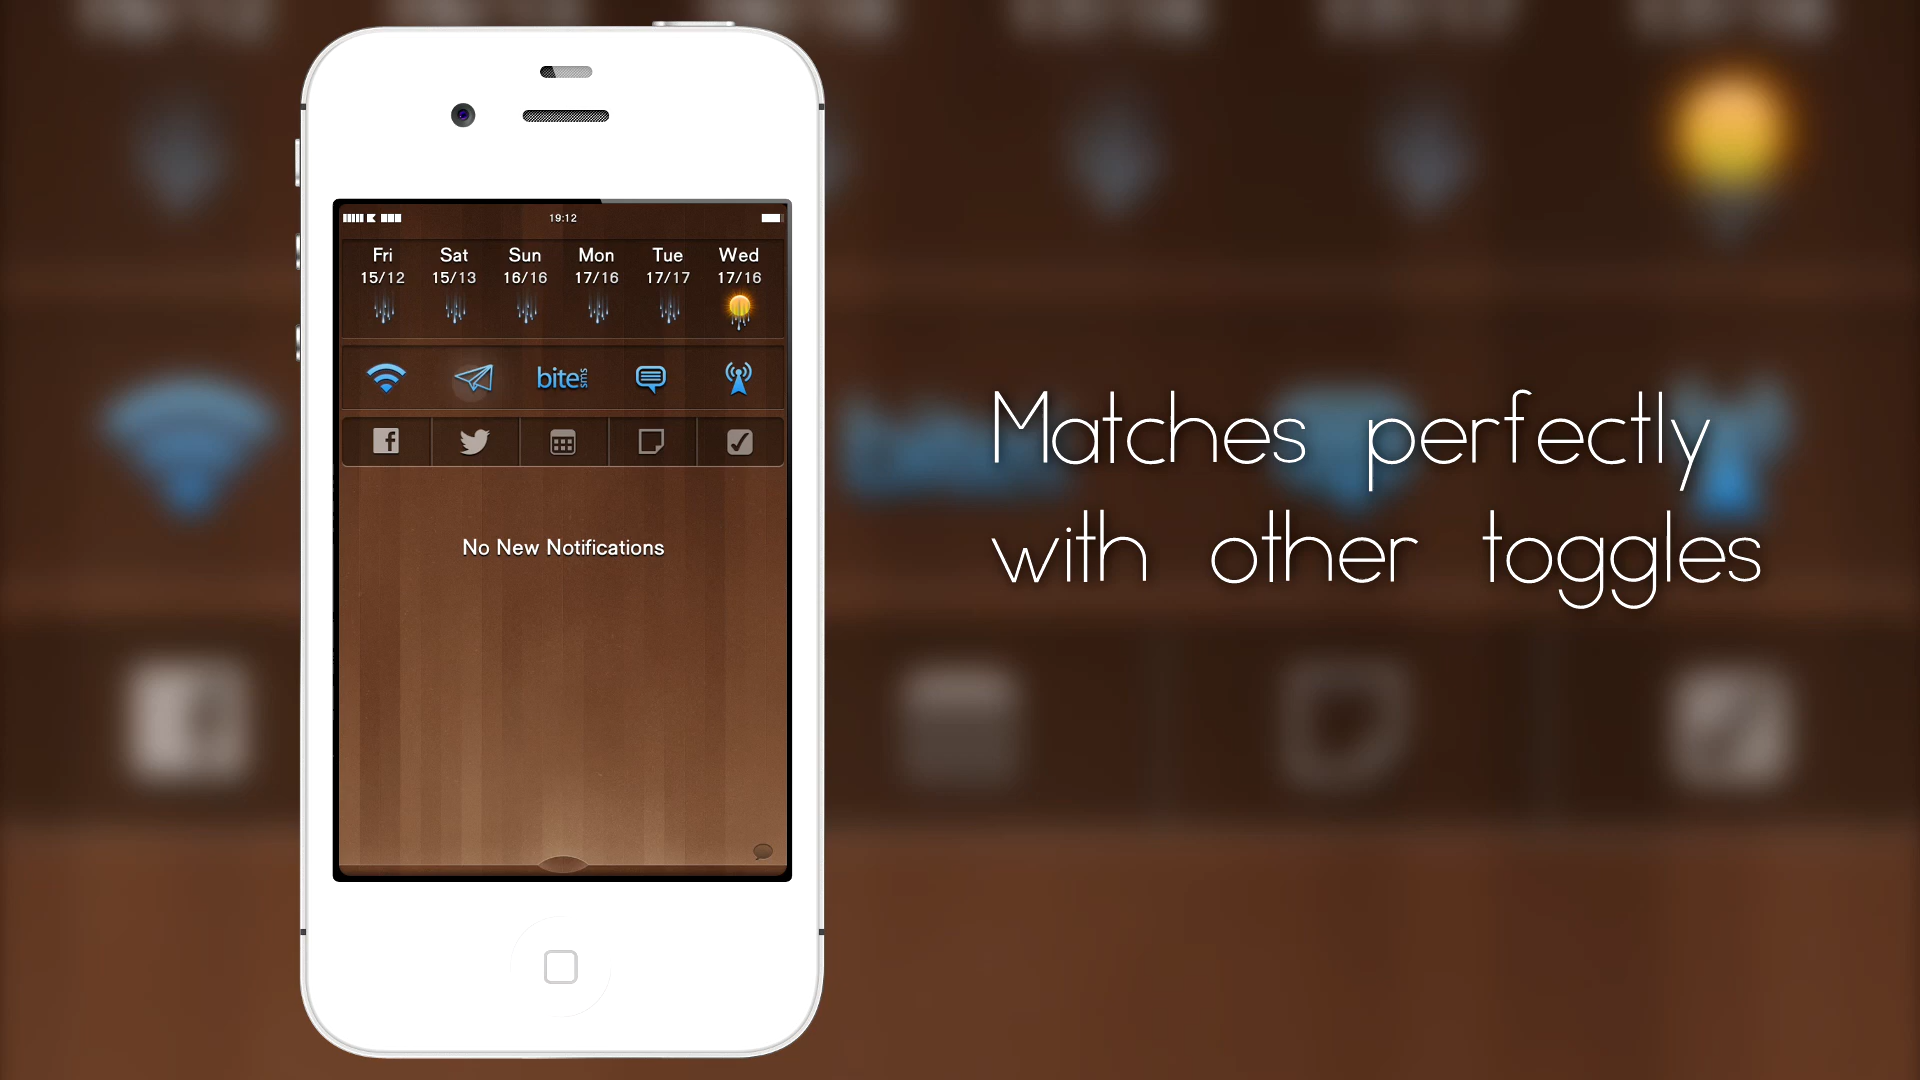 19:12
Fri Sat Sun Mon Tue Wed
15/12 15/13 16/16 17/16 17/17 17/16
bitesms
No New Notifications
Matches perfectly
with other toggles